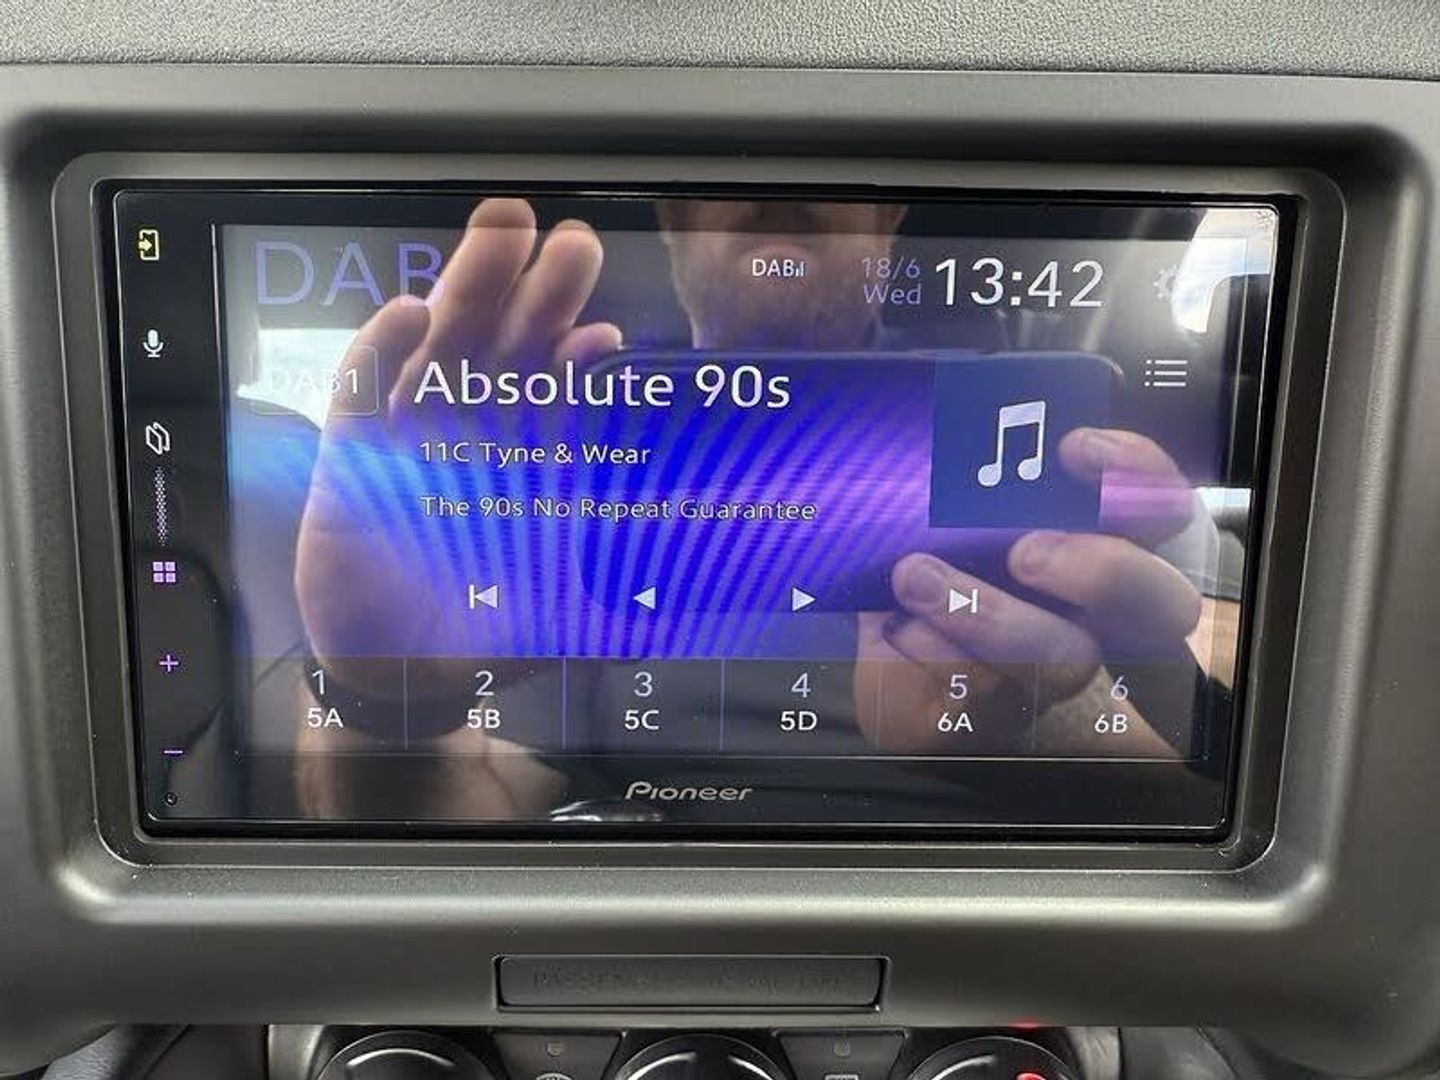 DAB
DAB
18/6
Wed
13:42
DAB1
Absolute 90s
11C Tyne & Wear
The 90s No Repeat Guarantee
1
5A
2
5B
3
5C
4
5D
5
6A
6
6B
Pioneer